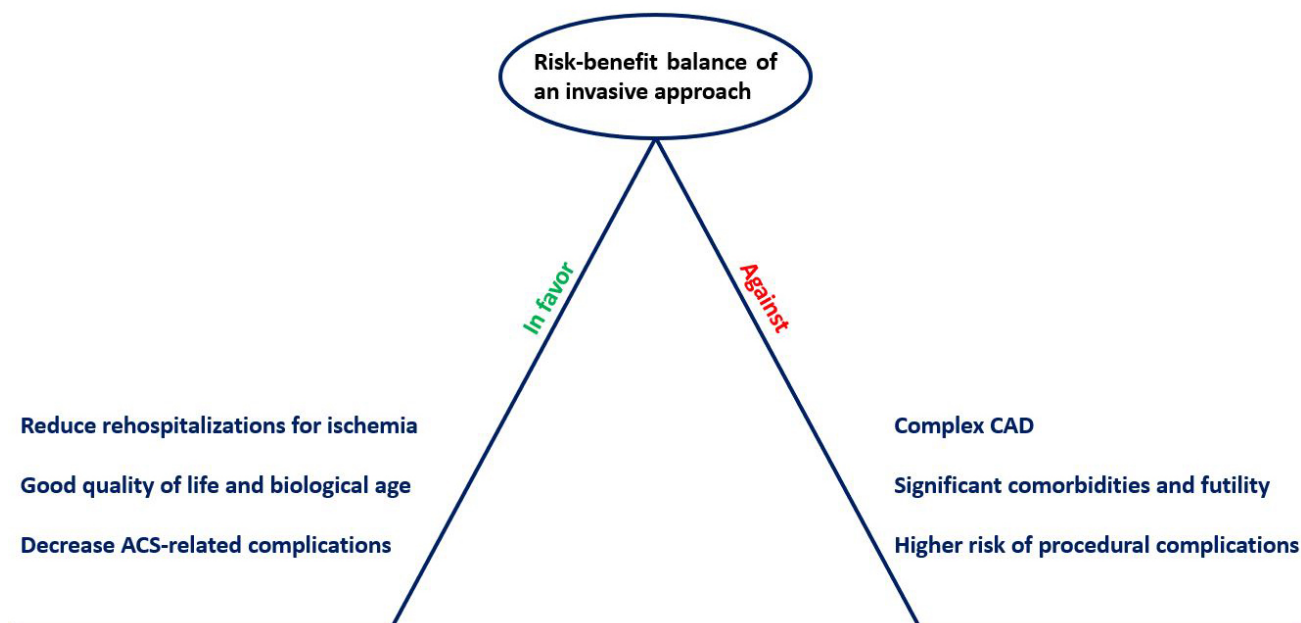 Risk-benefit balance of
an invasive approach
In favor
Against
Reduce rehospitalizations for ischemia
Good quality of life and biological age
Decrease ACS-related complications
Complex CAD
Significant comorbidities and futility
Higher risk of procedural complications